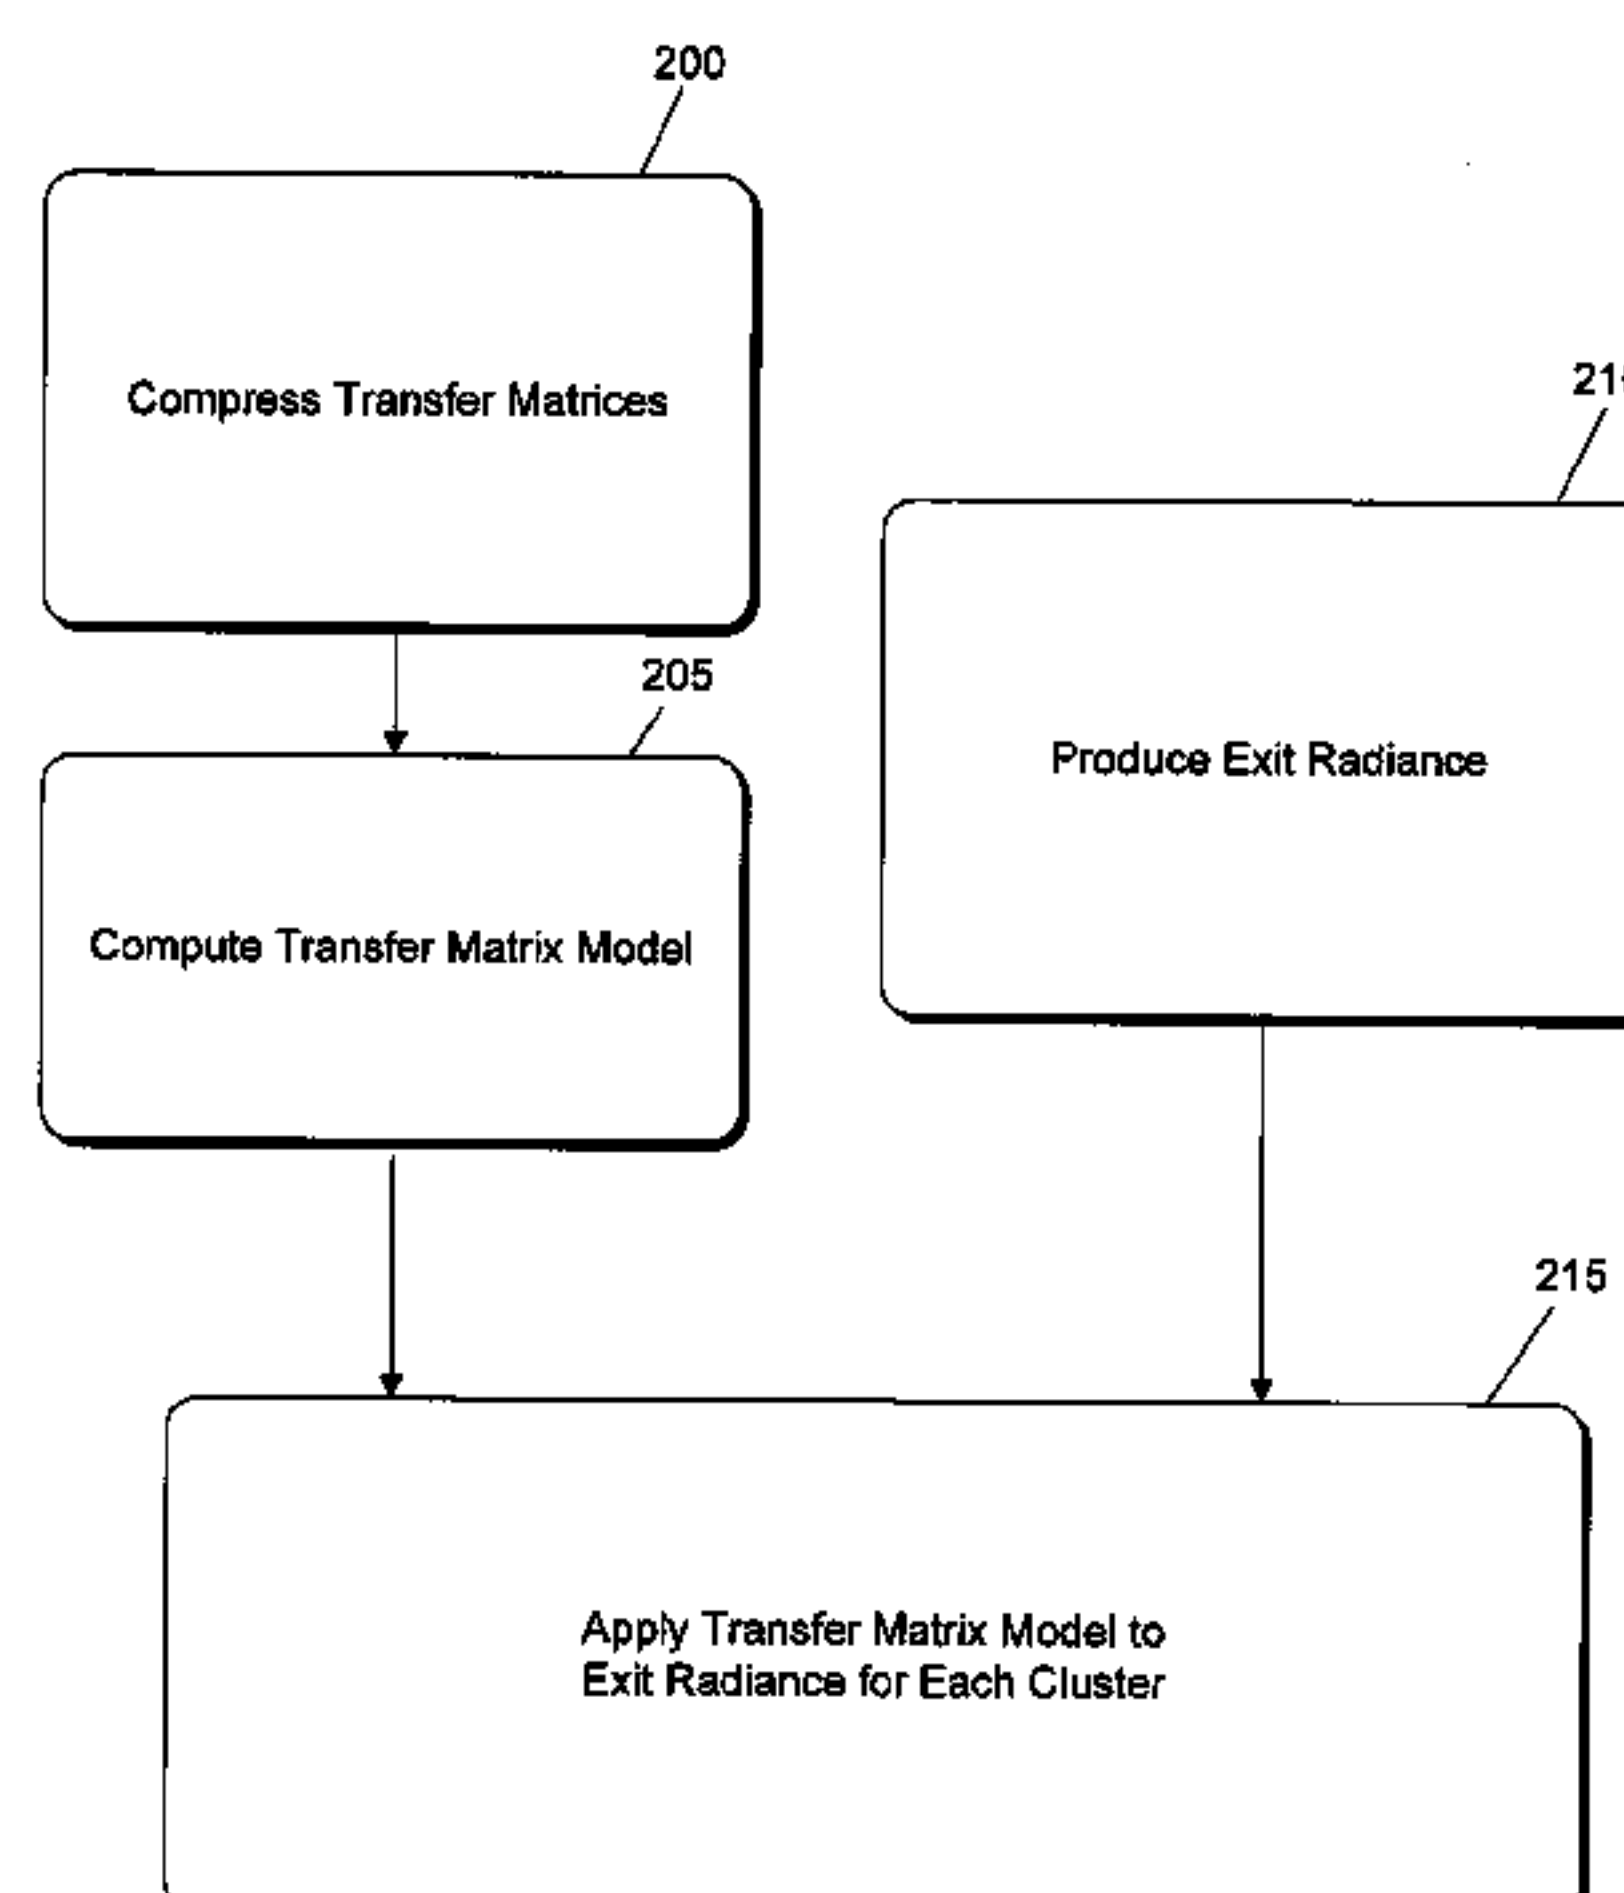 200
Compress Transfer Matrices
205
Compute Transfer Matrix Model
Produce Exit Radiance
215
Apply Transfer Matrix Model to
Exit Radiance for Each Cluster